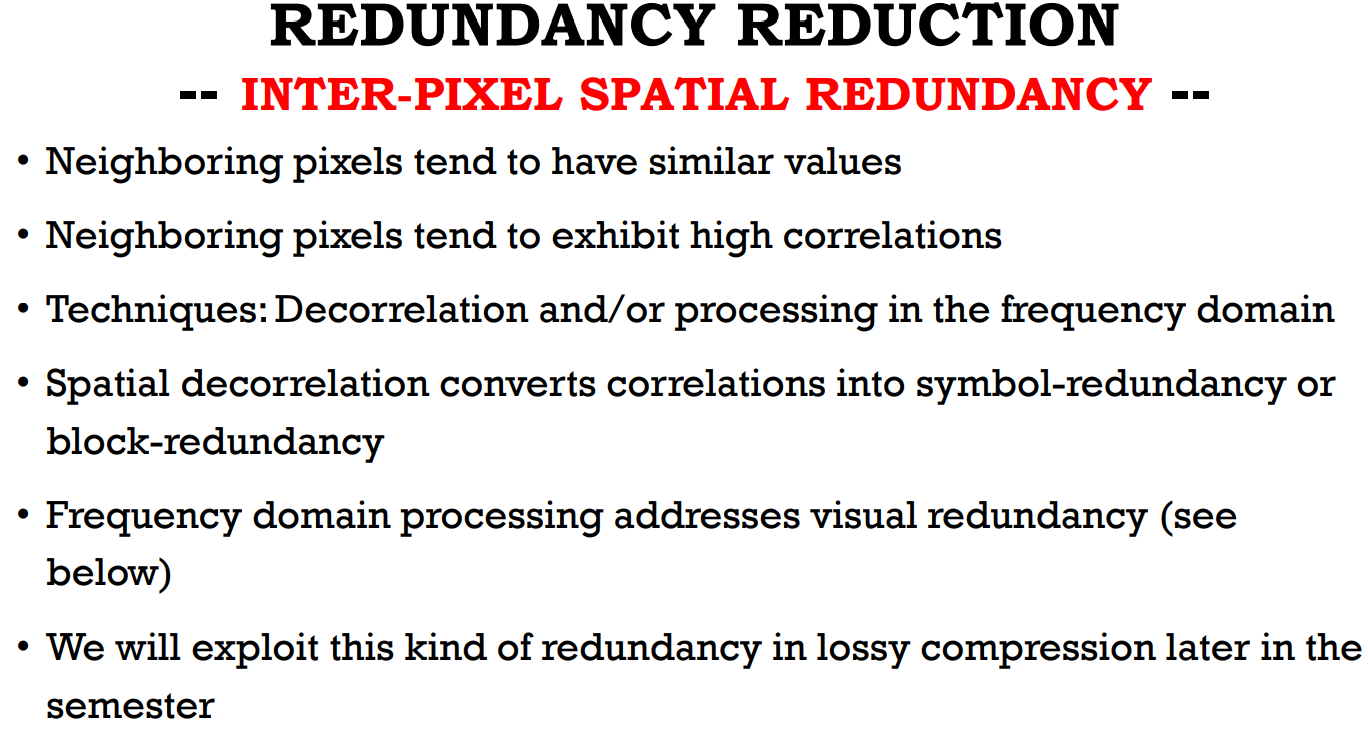 REDUNDANCY REDUCTION
-- INTER-PIXEL SPATIAL REDUNDANCY --
• Neighboring pixels tend to have similar values
• Neighboring pixels tend to exhibit high correlations
• Techniques: Decorrelation and/or processing in the frequency domain
• Spatial decorrelation converts correlations into symbol-redundancy or
block-redundancy
• Frequency domain processing addresses visual redundancy (see
below)
• We will exploit this kind of redundancy in lossy compression later in the
semester